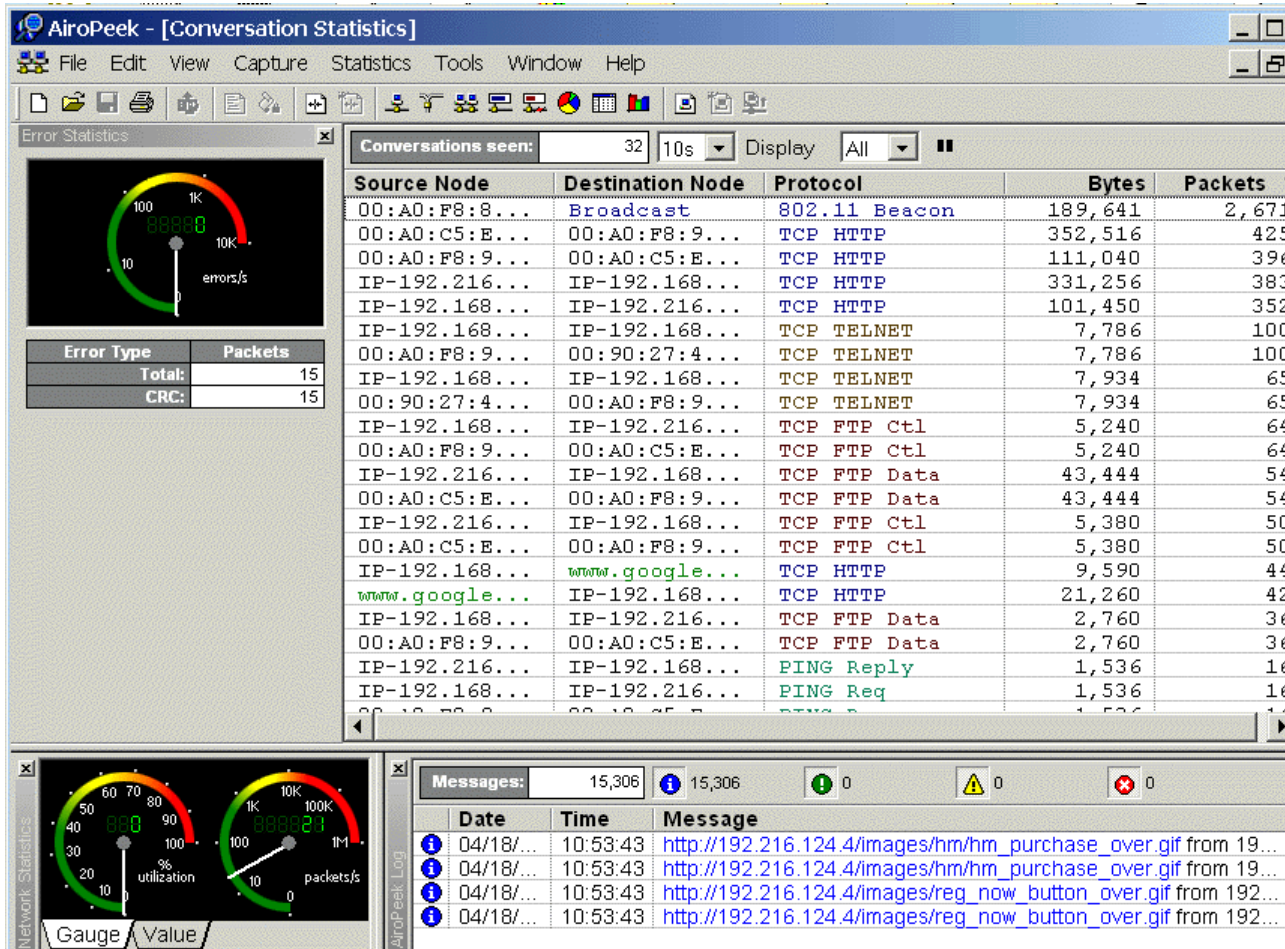 AiroPeek - [Conversation Statistics]
File Edit View Capture Statistics Tools Window Help
Error Statistics
Conversations seen: 32 10s Display All
1K
100
0
10K
10
errors/s
0
Error Type Packets
Total: 15
CRC: 15
Source Node Destination Node Protocol Bytes Packets
00:A0:F8:8... Broadcast 802.11 Beacon 189,641 2,671
00:A0:C5:E... 00:A0:F8:9... TCP HTTP 352,516 425
00:A0:F8:9... 00:A0:C5:E... TCP HTTP 111,040 396
IP-192.216... IP-192.168... TCP HTTP 331,256 383
IP-192.168... IP-192.216... TCP HTTP 101,450 352
IP-192.168... IP-192.168... TCP TELNET 7,786 100
00:A0:F8:9... 00:90:27:4... TCP TELNET 7,786 100
IP-192.168... IP-192.168... TCP TELNET 7,934 65
00:90:27:4... 00:A0:F8:9... TCP TELNET 7,934 65
IP-192.168... IP-192.216... TCP FTP Ctl 5,240 64
00:A0:F8:9... 00:A0:C5:E... TCP FTP Ctl 5,240 64
IP-192.216... IP-192.168... TCP FTP Data 43,444 54
00:A0:C5:E... 00:A0:F8:9... TCP FTP Data 43,444 54
IP-192.216... IP-192.168... TCP FTP Ctl 5,380 50
00:A0:C5:E... 00:A0:F8:9... TCP FTP Ctl 5,380 50
IP-192.168... www.google... TCP HTTP 9,590 44
www.google... IP-192.168... TCP HTTP 21,260 42
IP-192.168... IP-192.216... TCP FTP Data 2,760 36
00:A0:F8:9... 00:A0:C5:E... TCP FTP Data 2,760 36
IP-192.216... IP-192.168... PING Reply 1,536 16
IP-192.168... IP-192.216... PING Req 1,536 16
Network Statistics
60 70
50 80
40 0 90
30 100
20 % utilization
10 0
10K
1K 100K
21
100 1M
10 packets/s
0
Gauge Value
AiroPeek Log
Messages: 15,306 15,306 0 0 0
Date Time Message
04/18/... 10:53:43 http://192.216.124.4/images/hm/hm_purchase_over.gif from 19...
04/18/... 10:53:43 http://192.216.124.4/images/hm/hm_purchase_over.gif from 19...
04/18/... 10:53:43 http://192.216.124.4/images/reg_now_button_over.gif from 192...
04/18/... 10:53:43 http://192.216.124.4/images/reg_now_button_over.gif from 192...